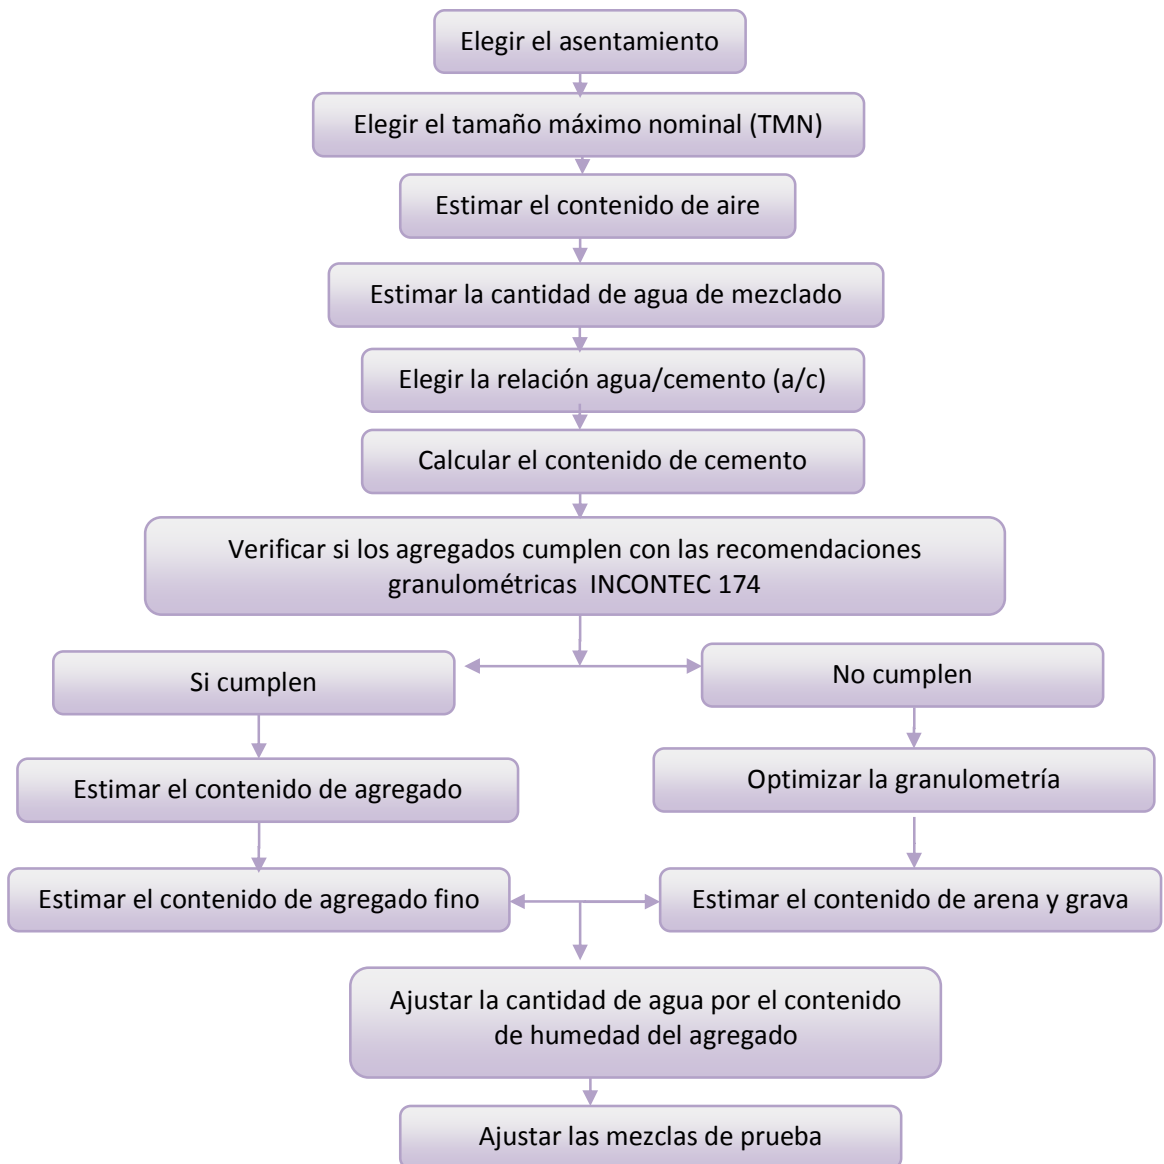 Elegir el asentamiento
Elegir el tamaño máximo nominal (TMN)
Estimar el contenido de aire
Estimar la cantidad de agua de mezclado
Elegir la relación agua/cemento (a/c)
Calcular el contenido de cemento
Verificar si los agregados cumplen con las recomendaciones
granulométricas INCONTEC 174
Si cumplen
No cumplen
Estimar el contenido de agregado
Optimizar la granulometría
Estimar el contenido de agregado fino
Estimar el contenido de arena y grava
Ajustar la cantidad de agua por el contenido
de humedad del agregado
Ajustar las mezclas de prueba